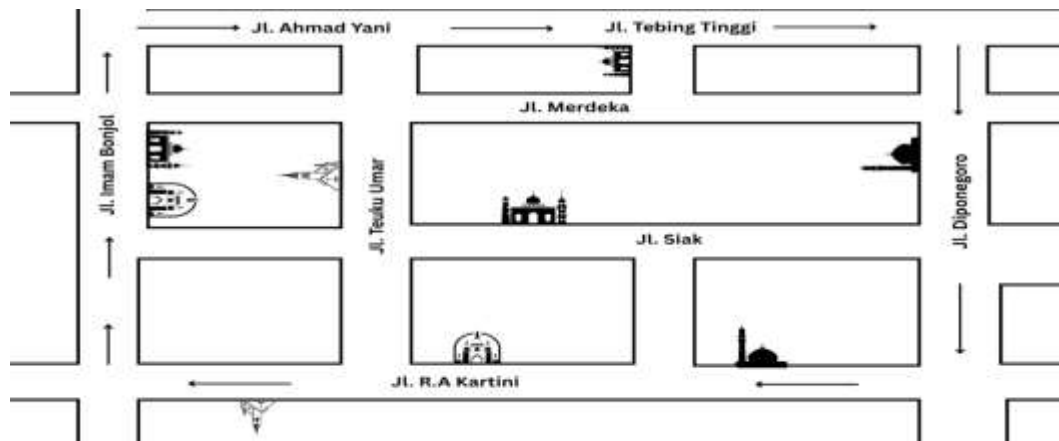 Jl. Ahmad Yani
Jl. Tebing Tinggi
Jl. Merdeka
Jl. Imam Bonjol
Jl. Teuku Umar
Jl. Diponegoro
Jl. Siak
Jl. R.A Kartini